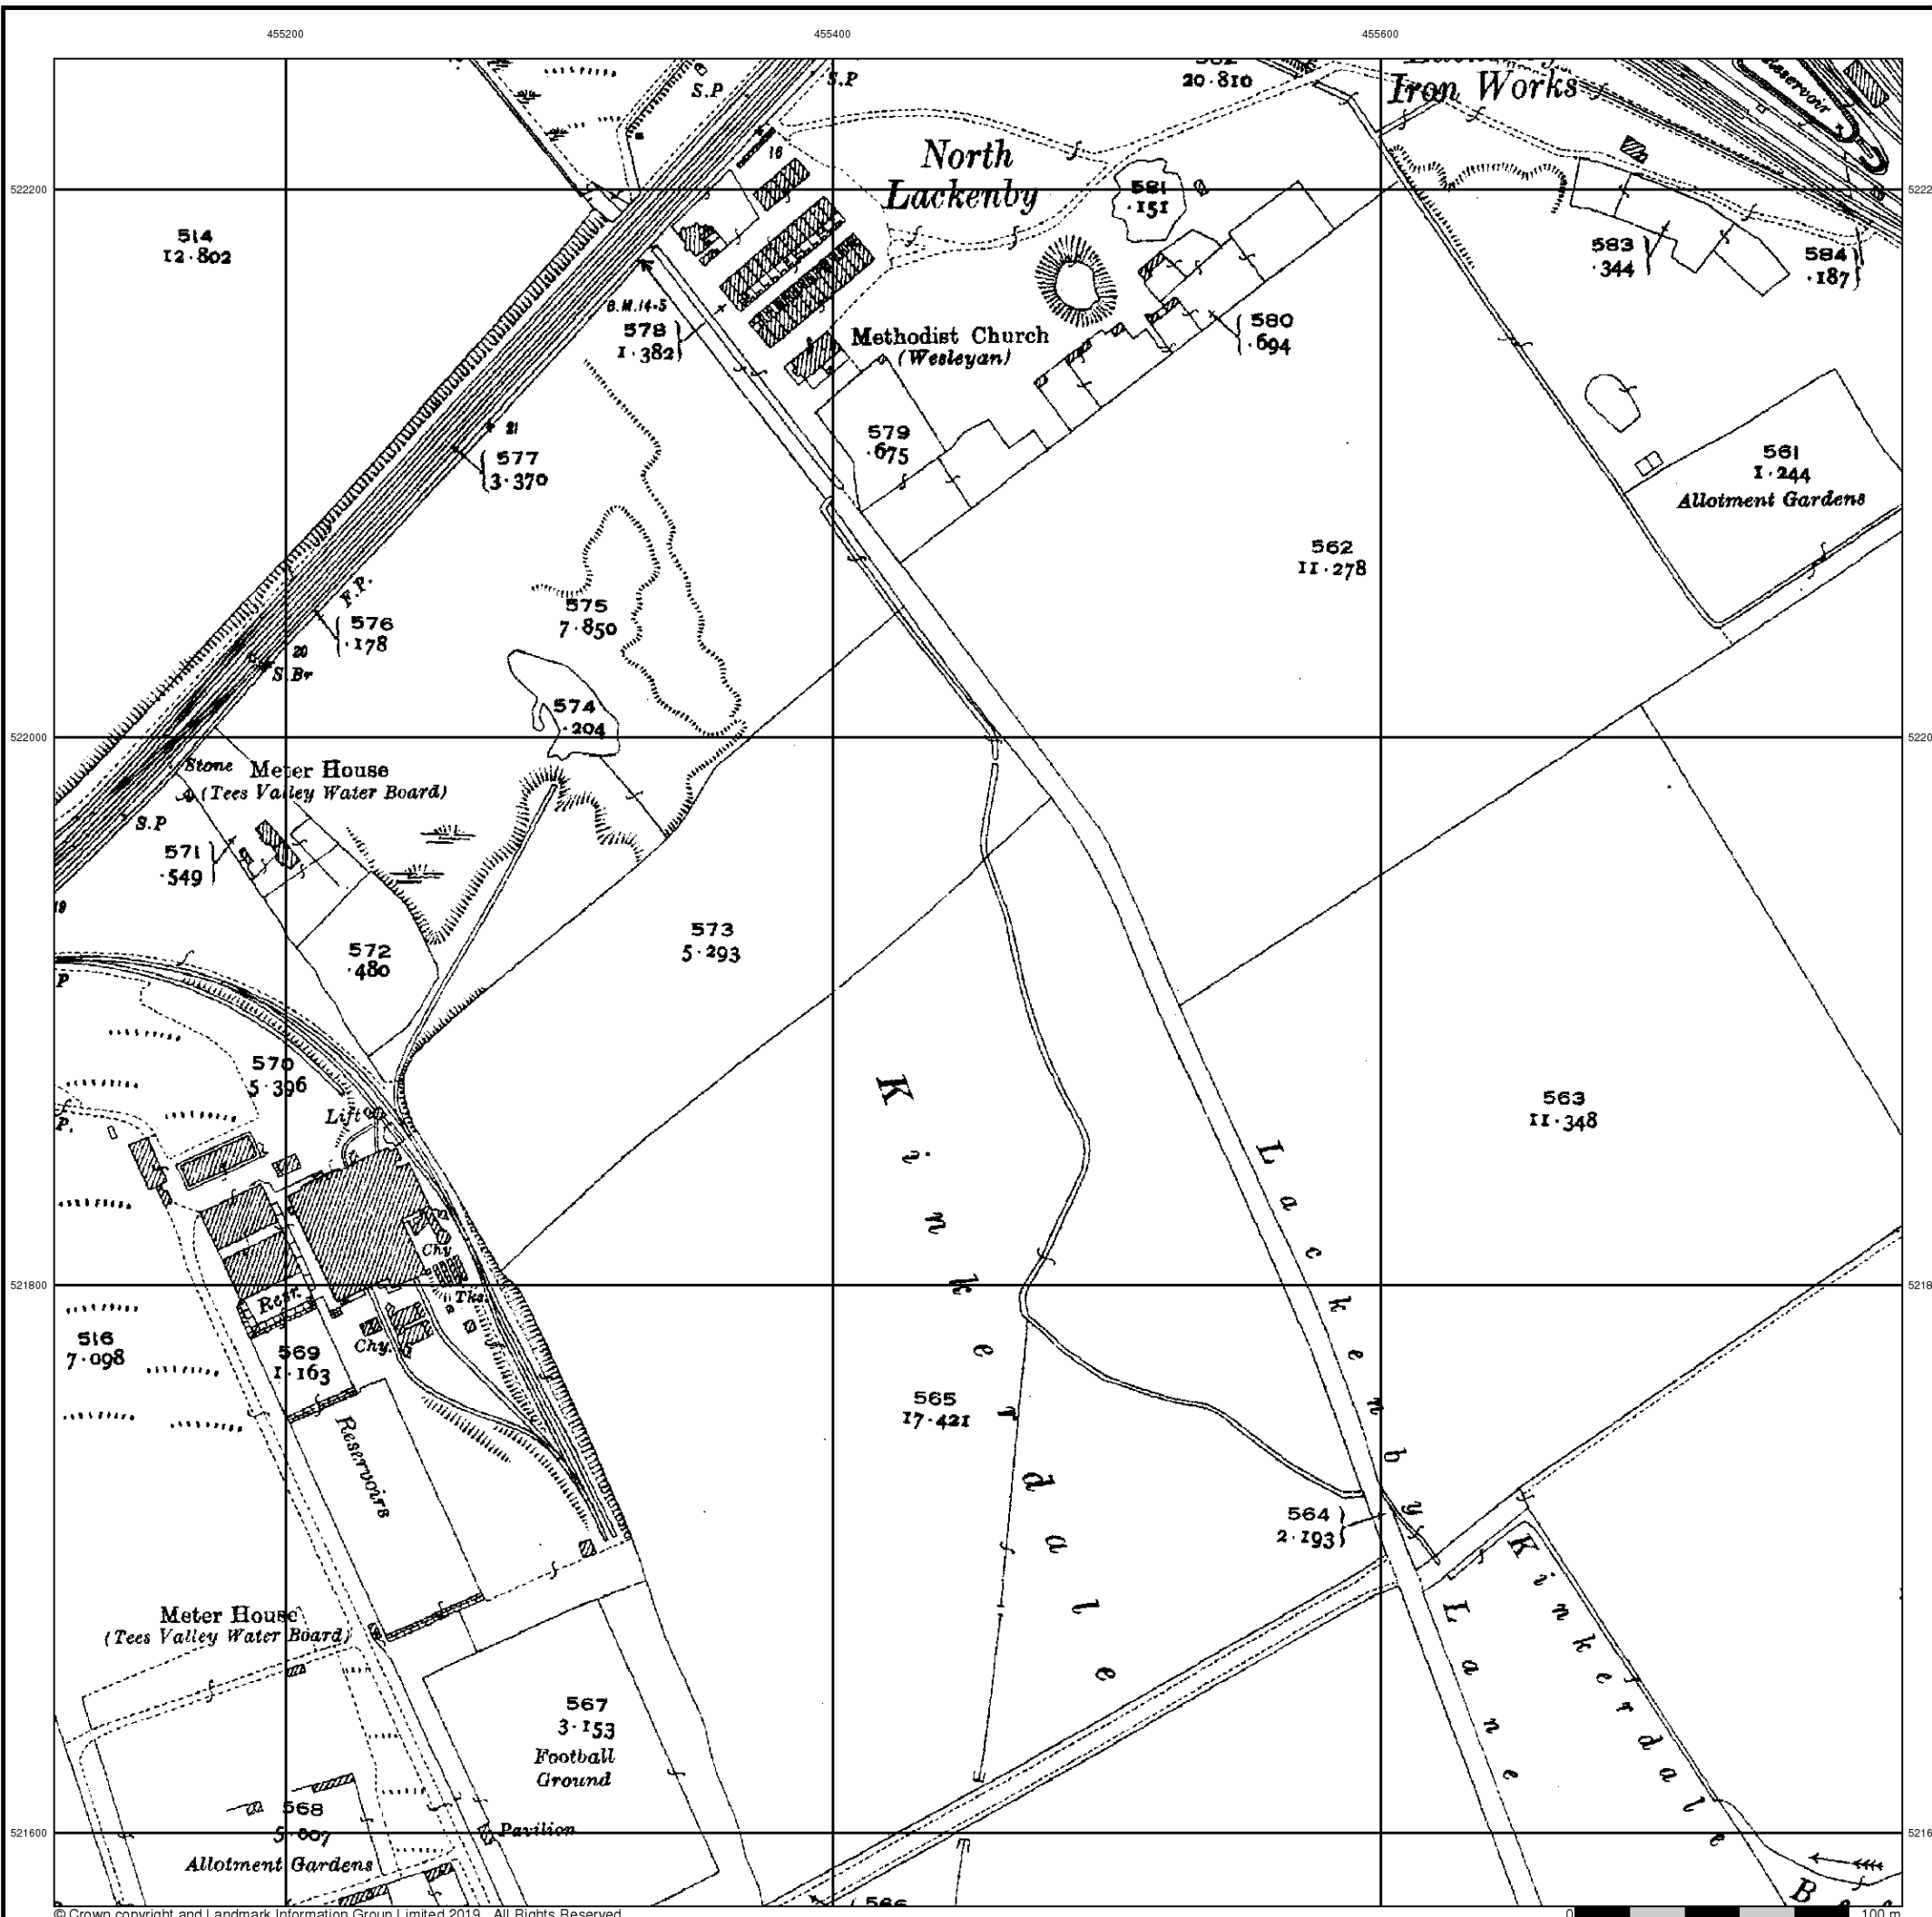 455200
455400
455600
S.P
S.P
20·810
Iron Works
Reservoir
522200
16
North
Lackenby
581
·151
514
12·802
583
·344
584
·187
B.M.14·5
578
1·382
Methodist Church
(Wesleyan)
580
·694
21
577
3·370
579
·675
561
1·244
Allotment Gardens
562
11·278
F.P.
576
·178
575
7·850
20
S.Br
574
·204
522000
Stone
Meter House
(Tees Valley Water Board)
S.P
571
·549
19
572
·480
573
5·293
P
570
5·396
Lift
P.
563
11·348
Kinkerdale
Lackenby
Lane
Chy
521800
Tks.
Resr.
Chy.
516
7·098
569
1·163
Reservoirs
565
17·421
564
2·193
Kinkerdale
Meter House
(Tees Valley Water Board)
567
3·153
Football
Ground
568
5·007
Pavilion
521600
Allotment Gardens
566
B
© Crown copyright and Landmark Information Group Limited 2019. All Rights Reserved.
0
100 m